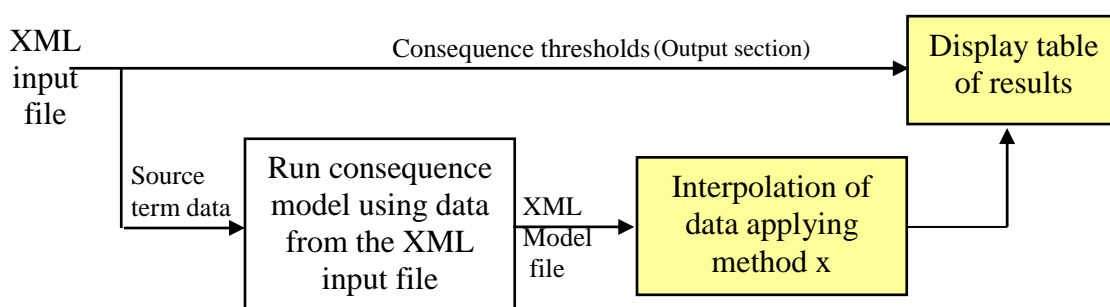 XML
input
file
Consequence thresholds (Output section)
Display table
of results
Source
term data
Run consequence
model using data
from the XML
input file
XML
Model
file
Interpolation of
data applying
method x